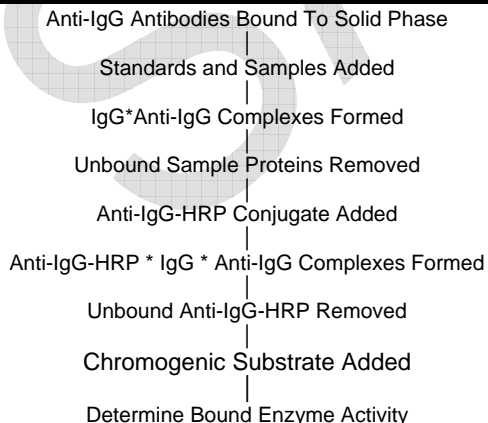 Anti-IgG Antibodies Bound To Solid Phase
Standards and Samples Added
IgG*Anti-IgG Complexes Formed
Unbound Sample Proteins Removed
Anti-IgG-HRP Conjugate Added
Anti-IgG-HRP * IgG * Anti-IgG Complexes Formed
Unbound Anti-IgG-HRP Removed
Chromogenic Substrate Added
Determine Bound Enzyme Activity